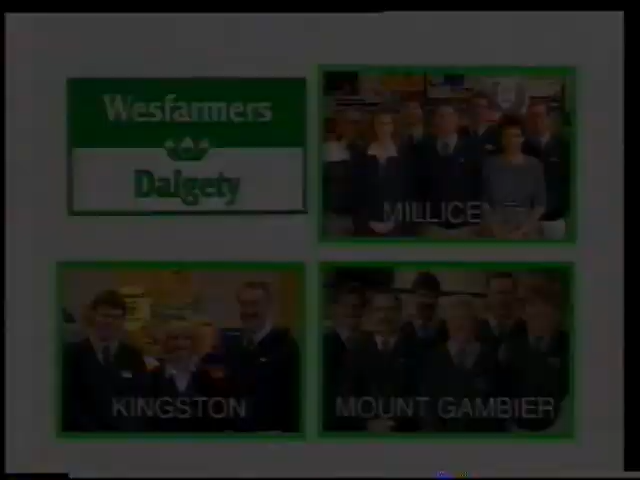 Wesfarmers
Dalgety
MILLICENT
KINGSTON
MOUNT GAMBIER